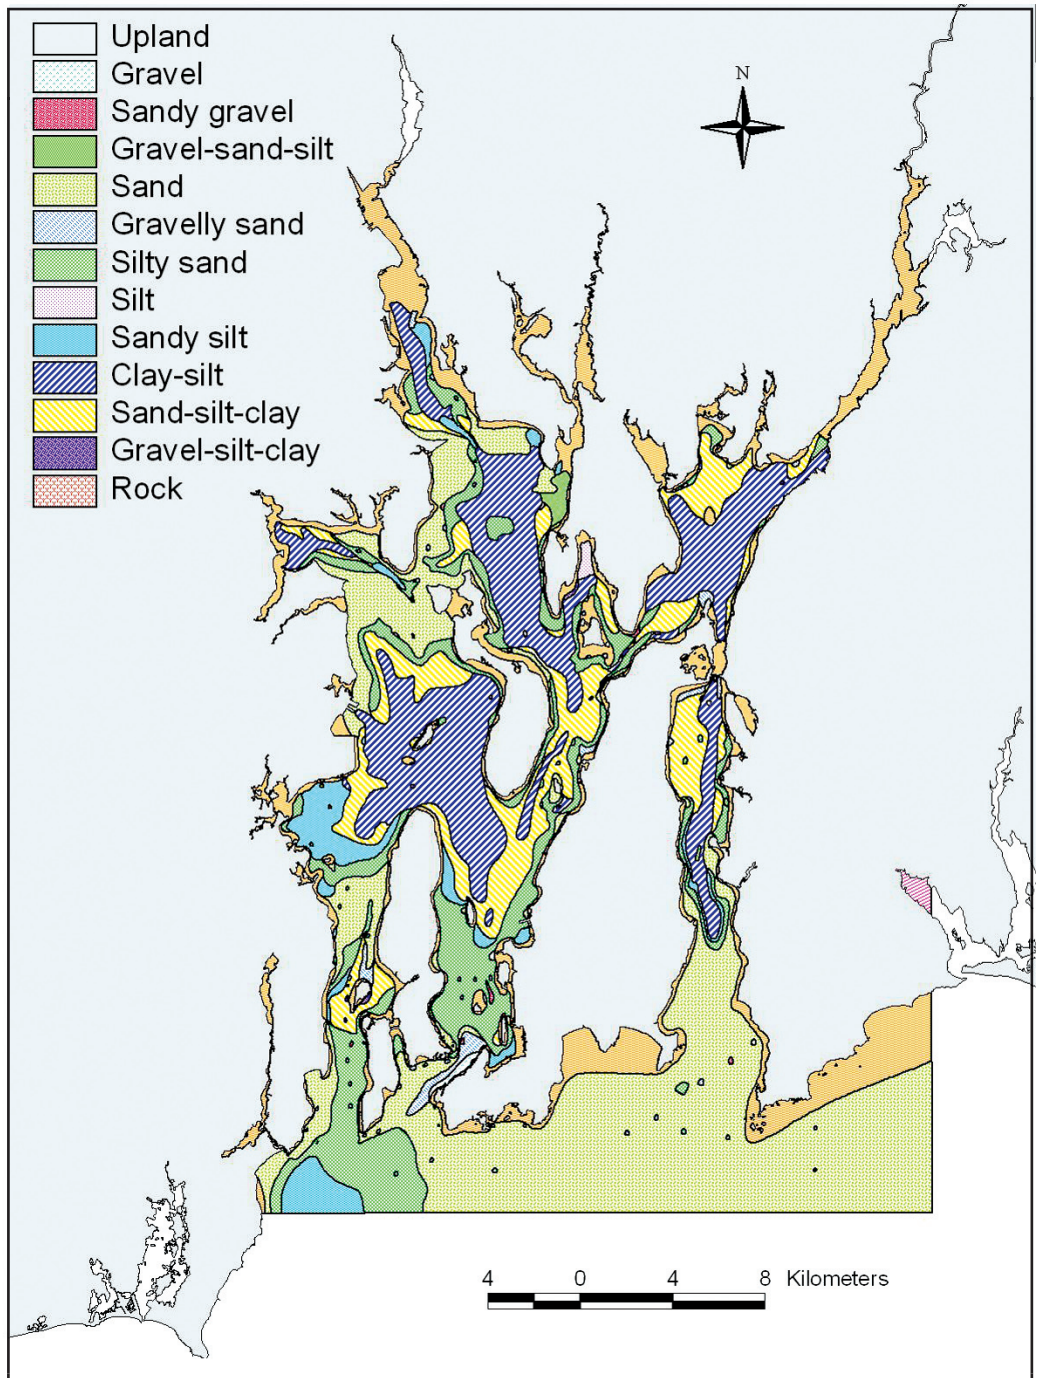 Upland
Gravel
Sandy gravel
Gravel-sand-silt
Sand
Gravelly sand
Silty sand
Silt
Sandy silt
Clay-silt
Sand-silt-clay
Gravel-silt-clay
Rock
N
4 0 4 8 Kilometers